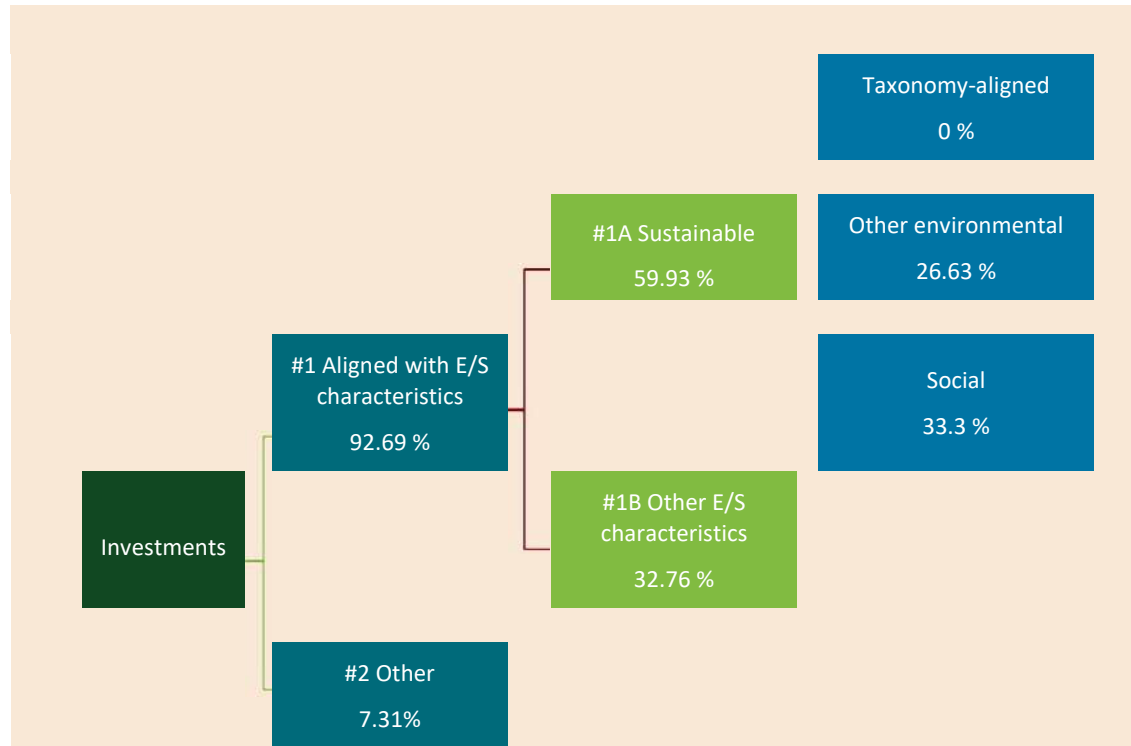 Taxonomy-aligned
0 %
#1A Sustainable
59.93 %
Other environmental
26.63 %
#1 Aligned with E/S
characteristics
92.69 %
Social
33.3 %
Investments
#1B Other E/S
characteristics
32.76 %
#2 Other
7.31%